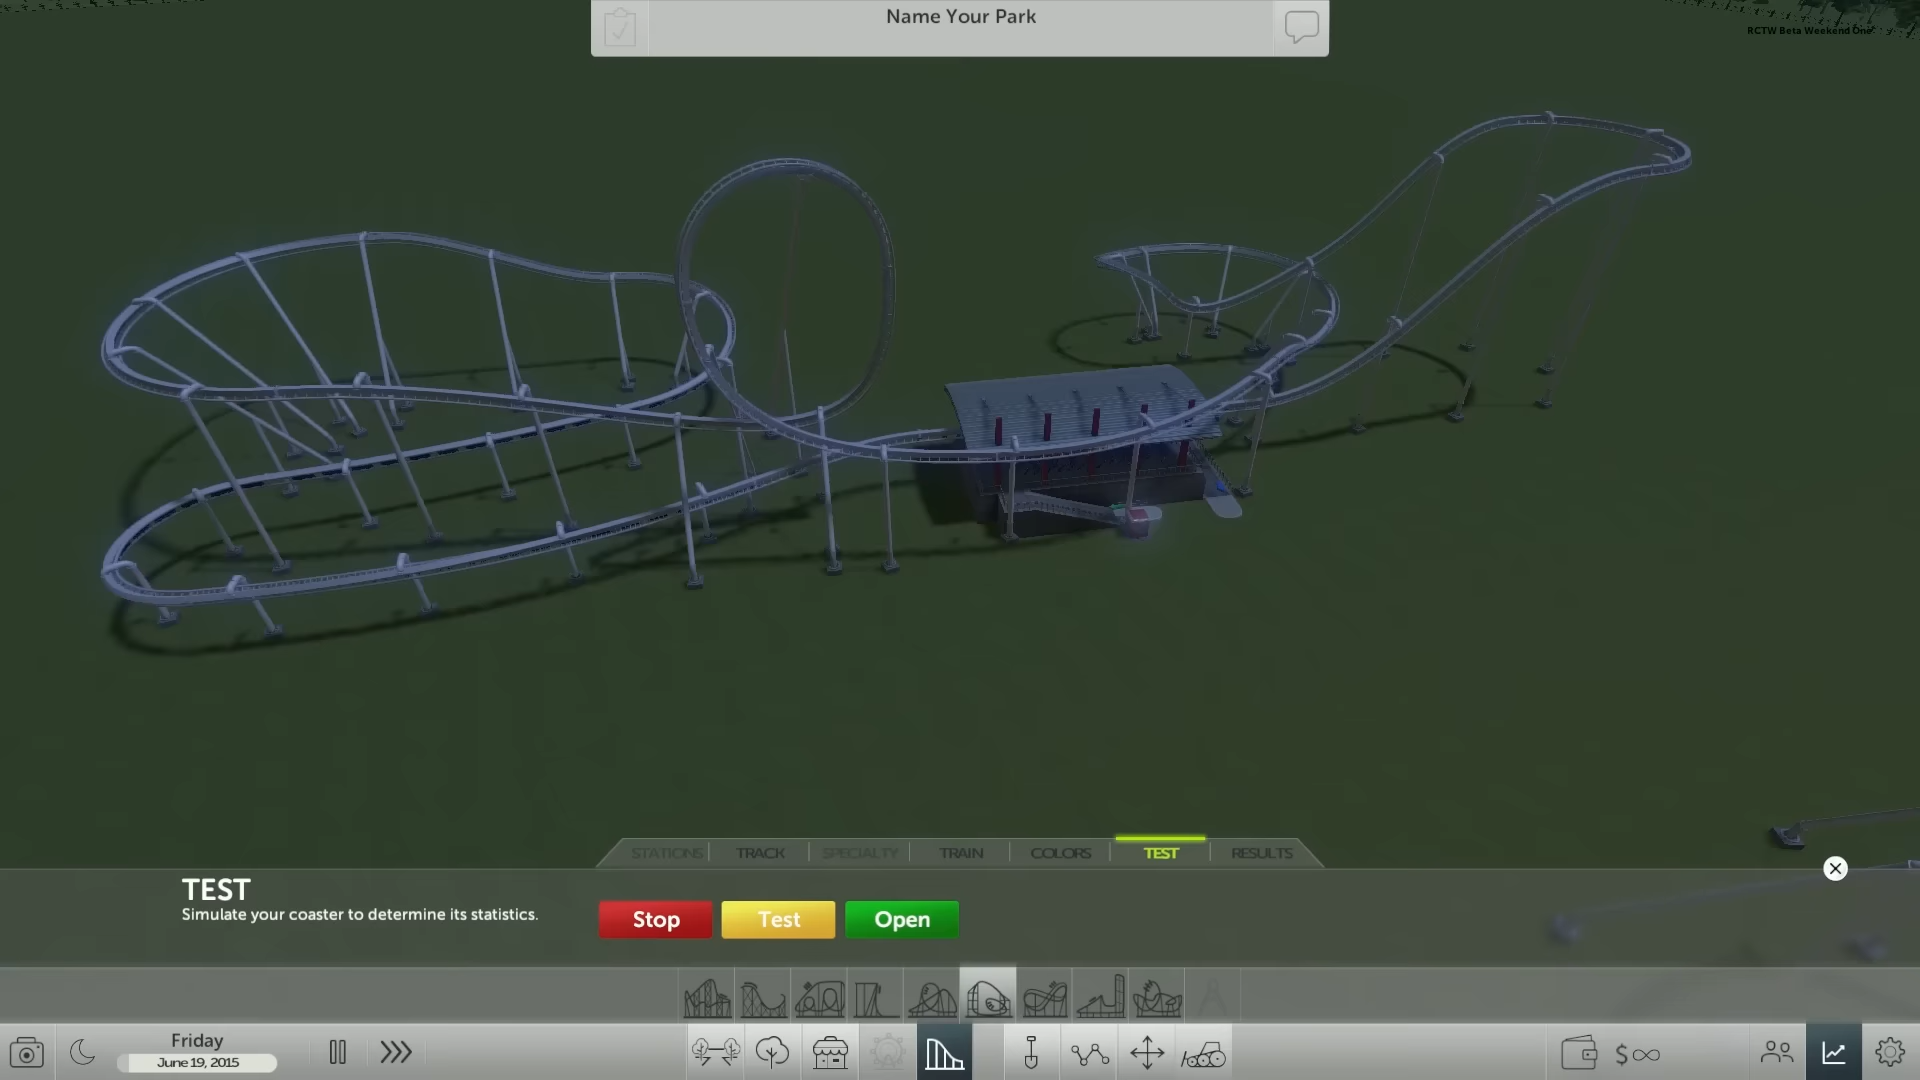 Name Your Park
RCTW Beta Weekend One
STATIONS TRACK SPECIALTY TRAIN COLORS TEST RESULTS
TEST
Simulate your coaster to determine its statistics.
Stop Test Open
Friday
June 19, 2015
$∞